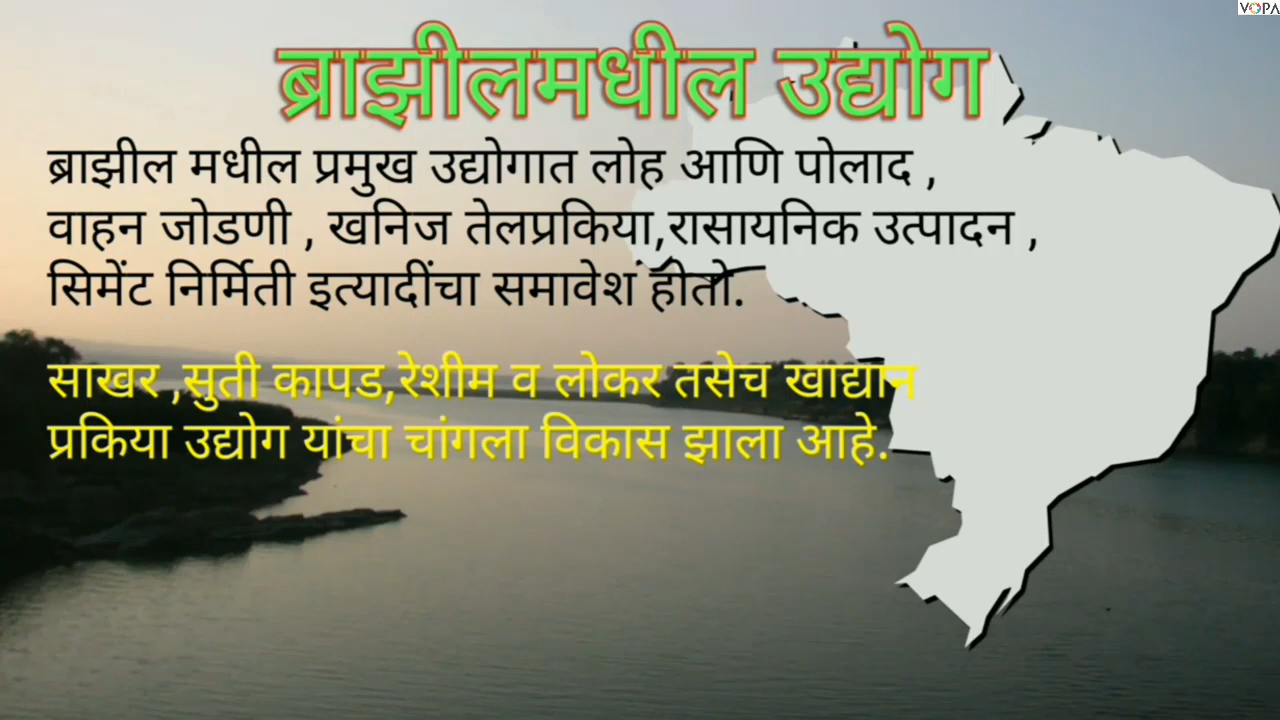 VOPA
ब्राझीलमधील उद्योग
ब्राझील मधील प्रमुख उद्योगात लोह आणि पोलाद ,
वाहन जोडणी , खनिज तेलप्रकिया,रासायनिक उत्पादन ,
सिमेंट निर्मिती इत्यादींचा समावेश होतो.
साखर ,सुती कापड,रेशीम व लोकर तसेच खाद्यान
प्रकिया उद्योग यांचा चांगला विकास झाला आहे.